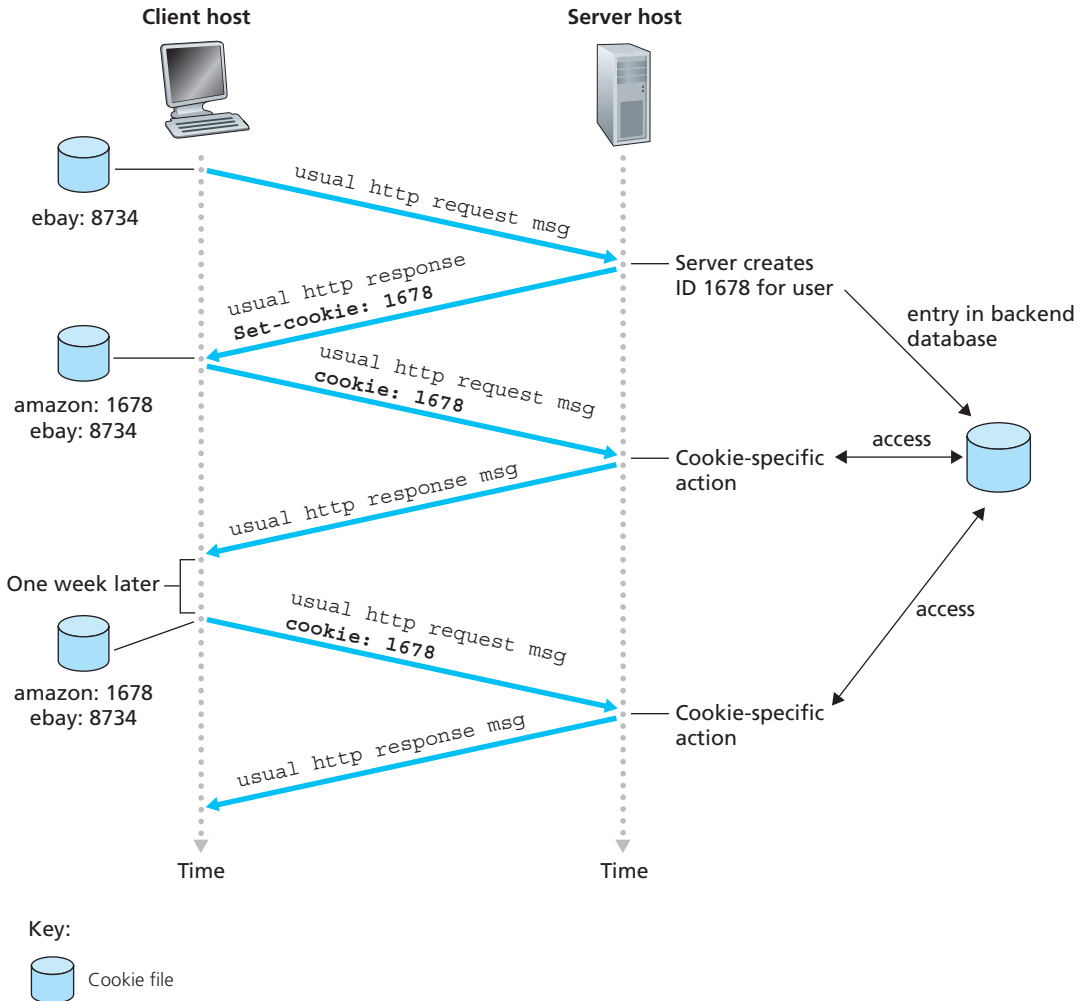 Client host
Server host
ebay: 8734
usual http request msg
Server creates
ID 1678 for user
usual http response
Set-cookie: 1678
entry in backend
database
amazon: 1678
ebay: 8734
usual http request msg
cookie: 1678
Cookie-specific
action
access
usual http response msg
One week later
access
usual http request msg
cookie: 1678
amazon: 1678
ebay: 8734
Cookie-specific
action
usual http response msg
Time
Time
Key:
Cookie file